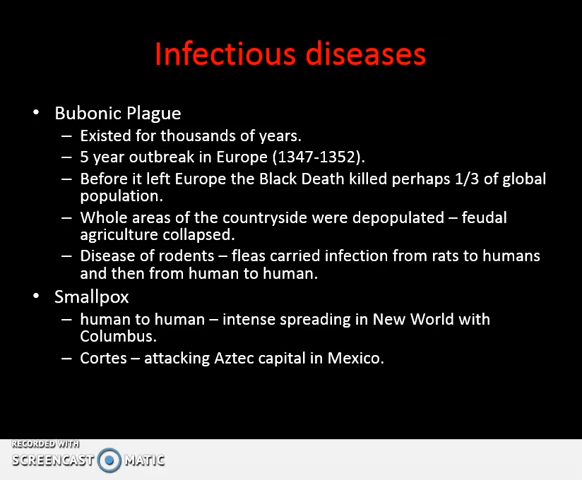 Infectious diseases
• Bubonic Plague
– Existed for thousands of years.
– 5 year outbreak in Europe (1347-1352).
– Before it left Europe the Black Death killed perhaps 1/3 of global
population.
– Whole areas of the countryside were depopulated – feudal
agriculture collapsed.
– Disease of rodents – fleas carried infection from rats to humans
and then from human to human.
• Smallpox
– human to human – intense spreading in New World with
Columbus.
– Cortes – attacking Aztec capital in Mexico.
RECORDED WITH
SCREENCAST MATIC